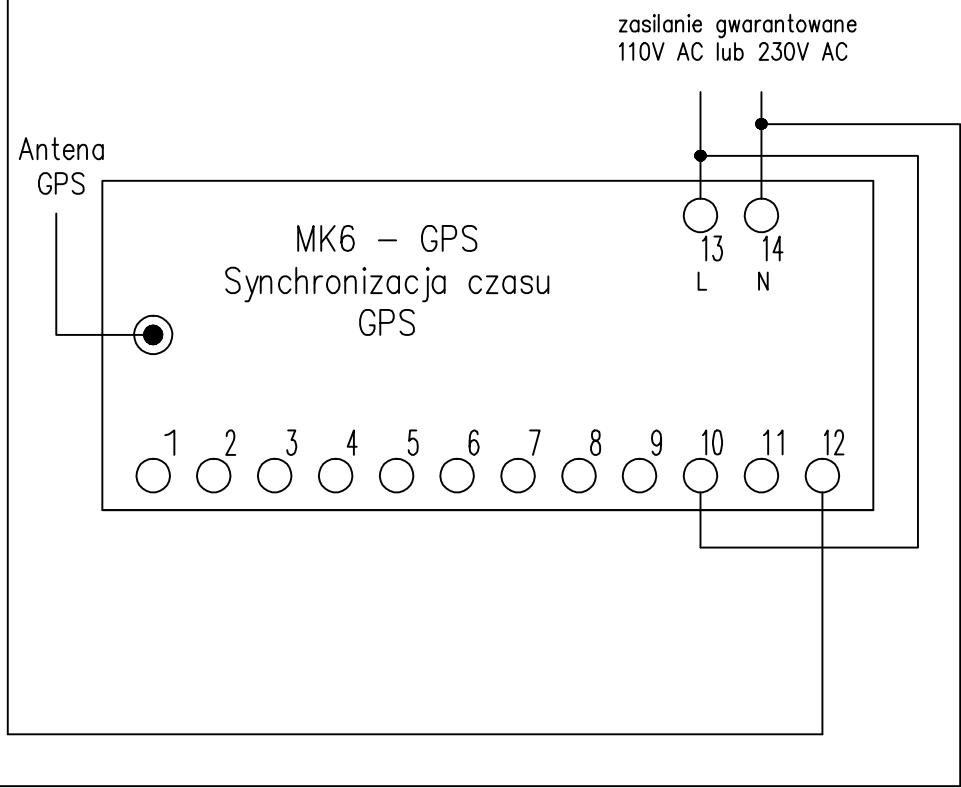 zasilanie gwarantowane
110V AC lub 230V AC
Antena
GPS
MK6 – GPS
Synchronizacja czasu
GPS
13 14
L N
1 2 3 4 5 6 7 8 9 10 11 12